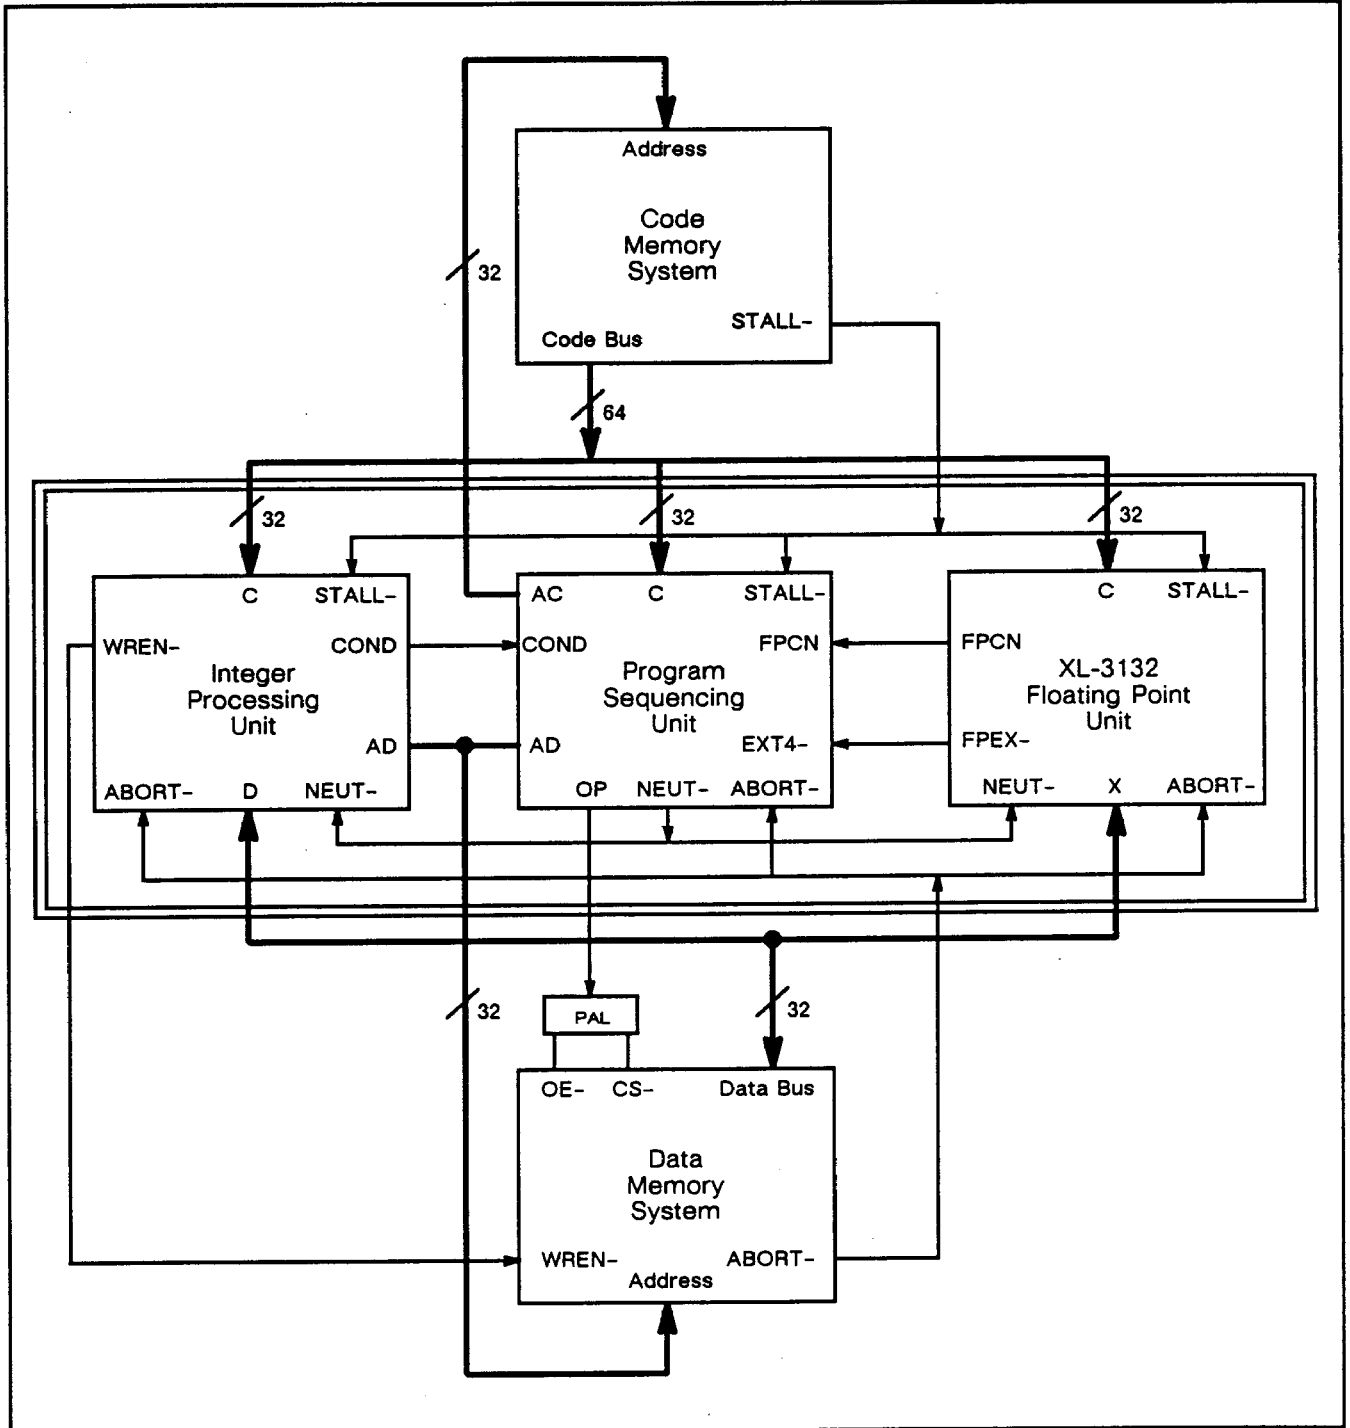 Address
Code
Memory
System
32
STALL-
Code Bus
64
32
32
32
C
STALL-
AC
C
STALL-
C
STALL-
WREN-
COND
COND
FPCN
FPCN
Integer
Processing
Unit
Program
Sequencing
Unit
XL-3132
Floating Point
Unit
AD
AD
EXT4-
FPEX-
ABORT-
D
NEUT-
OP
NEUT-
ABORT-
NEUT-
X
ABORT-
32
PAL
32
OE-
CS-
Data Bus
Data
Memory
System
WREN-
ABORT-
Address